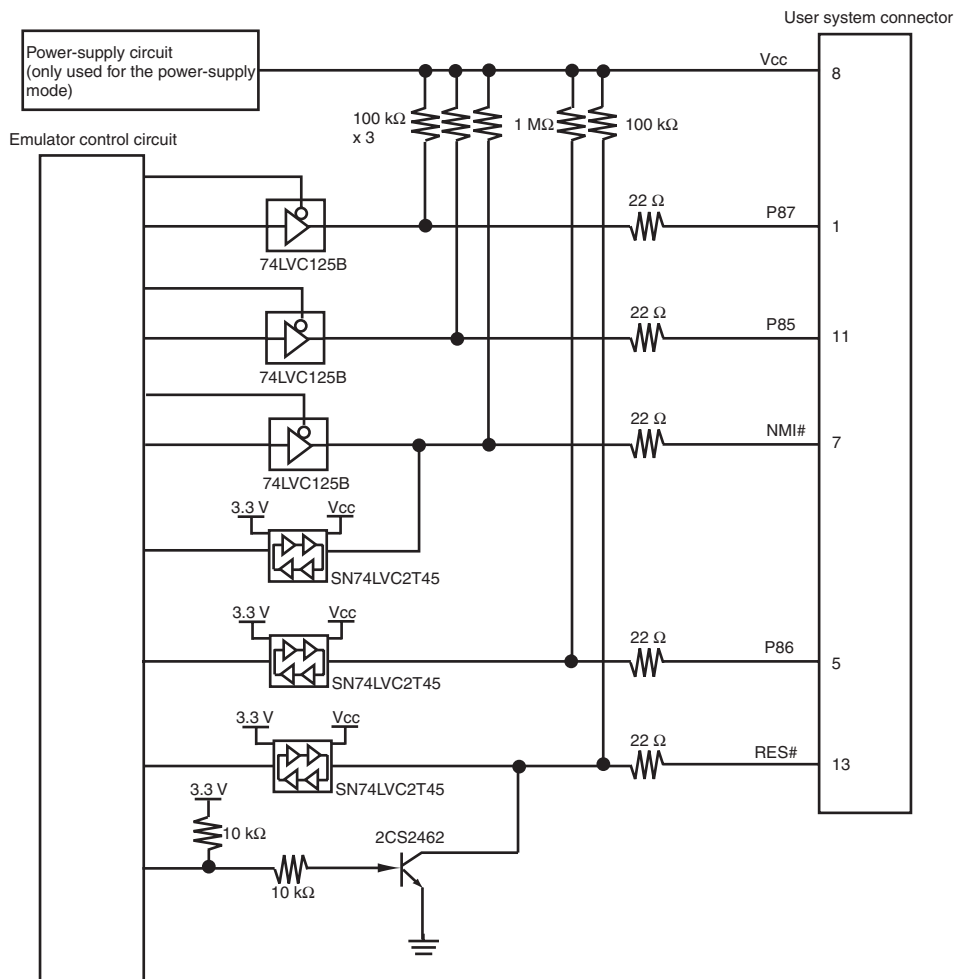 User system connector
Power-supply circuit
(only used for the power-supply
mode)
Vcc
8
Emulator control circuit
100 kΩ
x 3
1 MΩ
100 kΩ
22 Ω
P87
1
74LVC125B
22 Ω
P85
11
74LVC125B
22 Ω
NMI#
7
74LVC125B
3.3 V
Vcc
SN74LVC2T45
3.3 V
Vcc
22 Ω
P86
5
SN74LVC2T45
3.3 V
Vcc
22 Ω
RES#
13
SN74LVC2T45
3.3 V
10 kΩ
2CS2462
10 kΩ